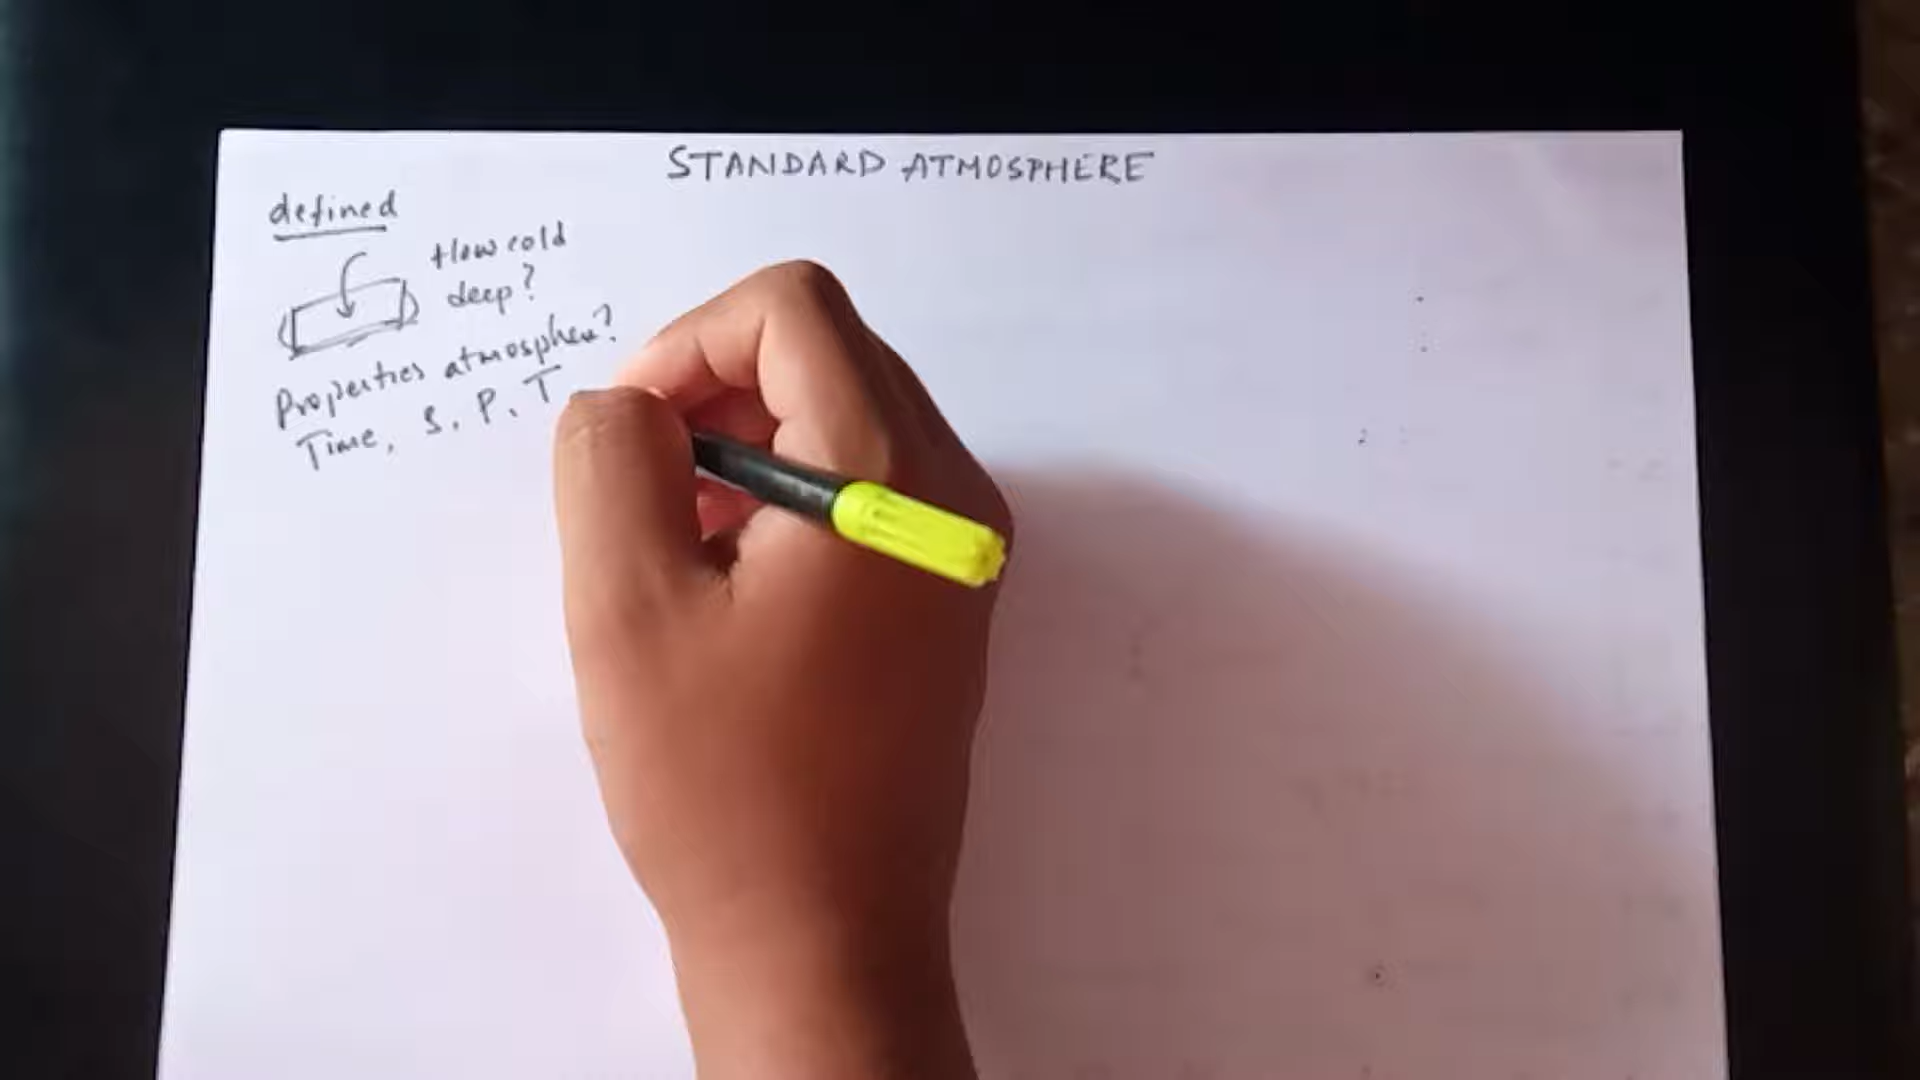 STANDARD ATMOSPHERE
defined
How cold
deep?
Properties atmosphere?
Time, S, P, T